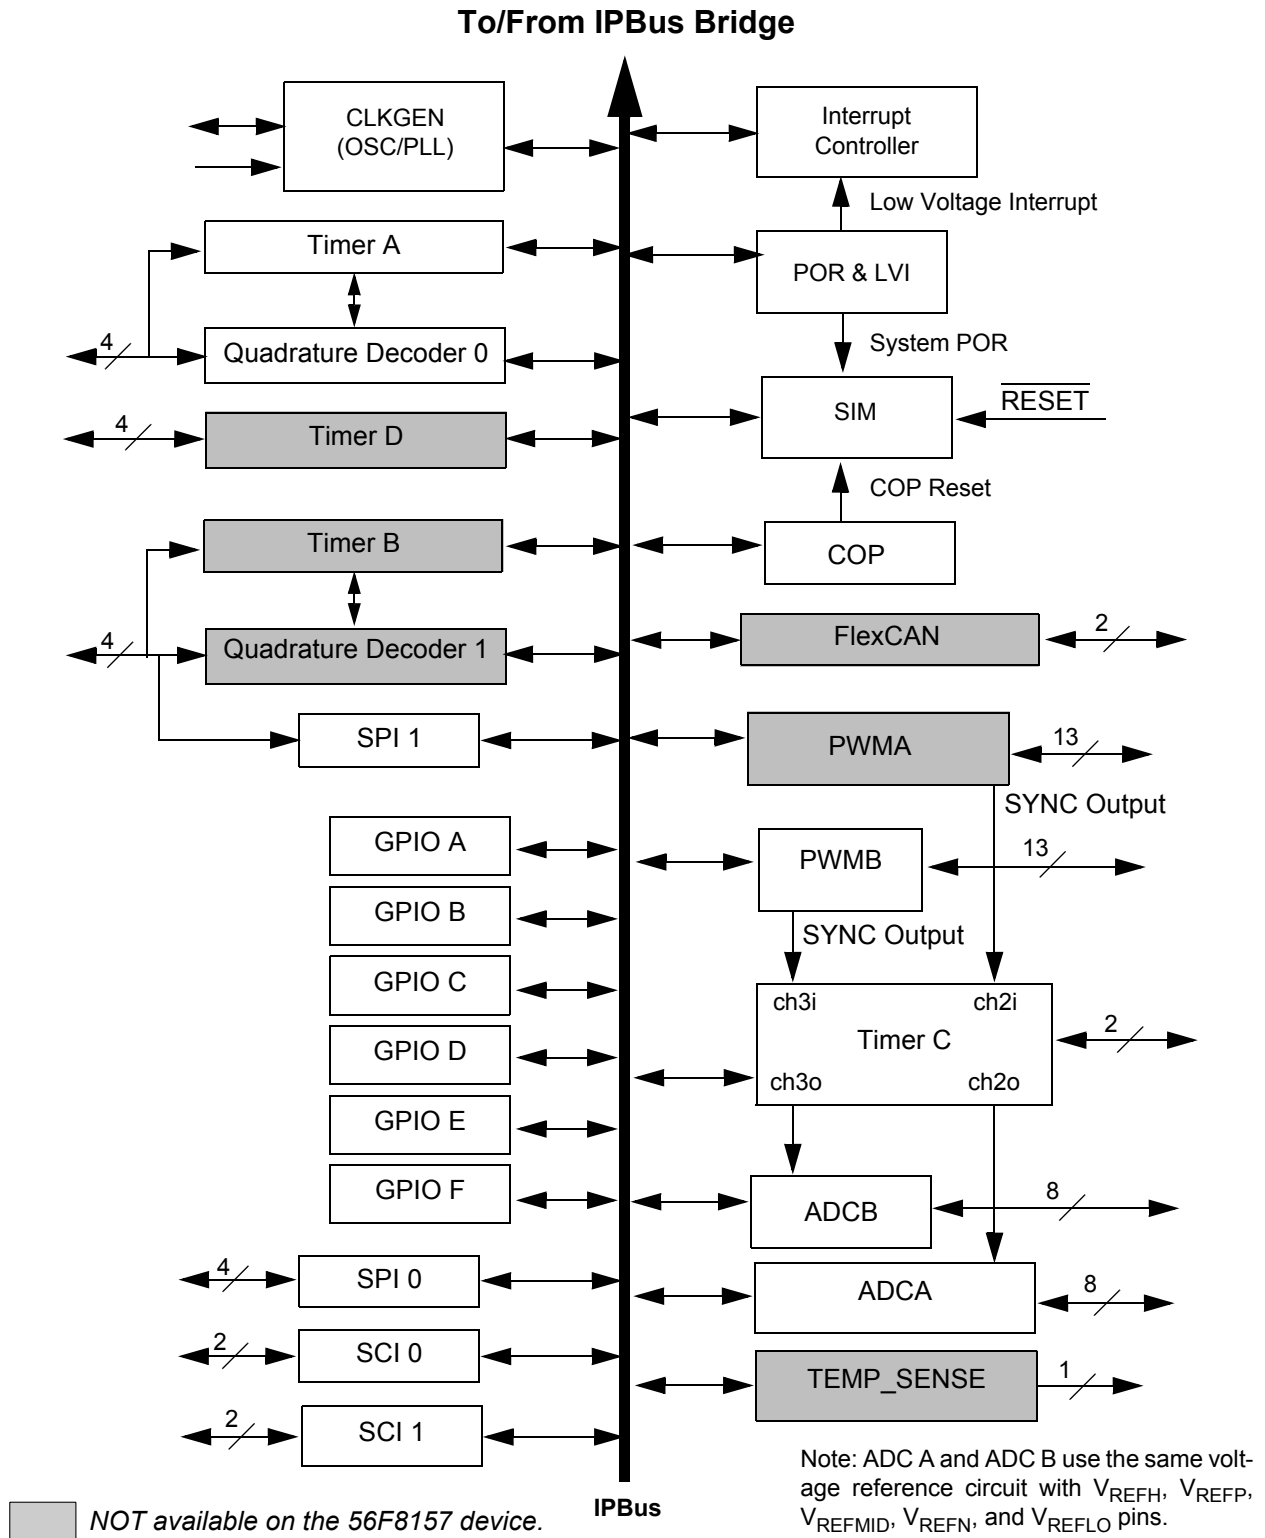 To/From IPBus Bridge
CLKGEN
(OSC/PLL)
Interrupt
Controller
Low Voltage Interrupt
Timer A
POR & LVI
4
Quadrature Decoder 0
System POR
4
Timer D
SIM
RESET
COP Reset
Timer B
COP
4
Quadrature Decoder 1
FlexCAN
2
SPI 1
PWMA
13
SYNC Output
GPIO A
PWMB
13
GPIO B
SYNC Output
GPIO C
ch3i
ch2i
GPIO D
Timer C
2
ch3o
ch2o
GPIO E
GPIO F
ADCB
8
4
SPI 0
ADCA
8
2
SCI 0
TEMP_SENSE
1
2
SCI 1
Note: ADC A and ADC B use the same volt-
age reference circuit with VREFH, VREFP,
VREFMID, VREFN, and VREFLO pins.
IPBus
NOT available on the 56F8157 device.